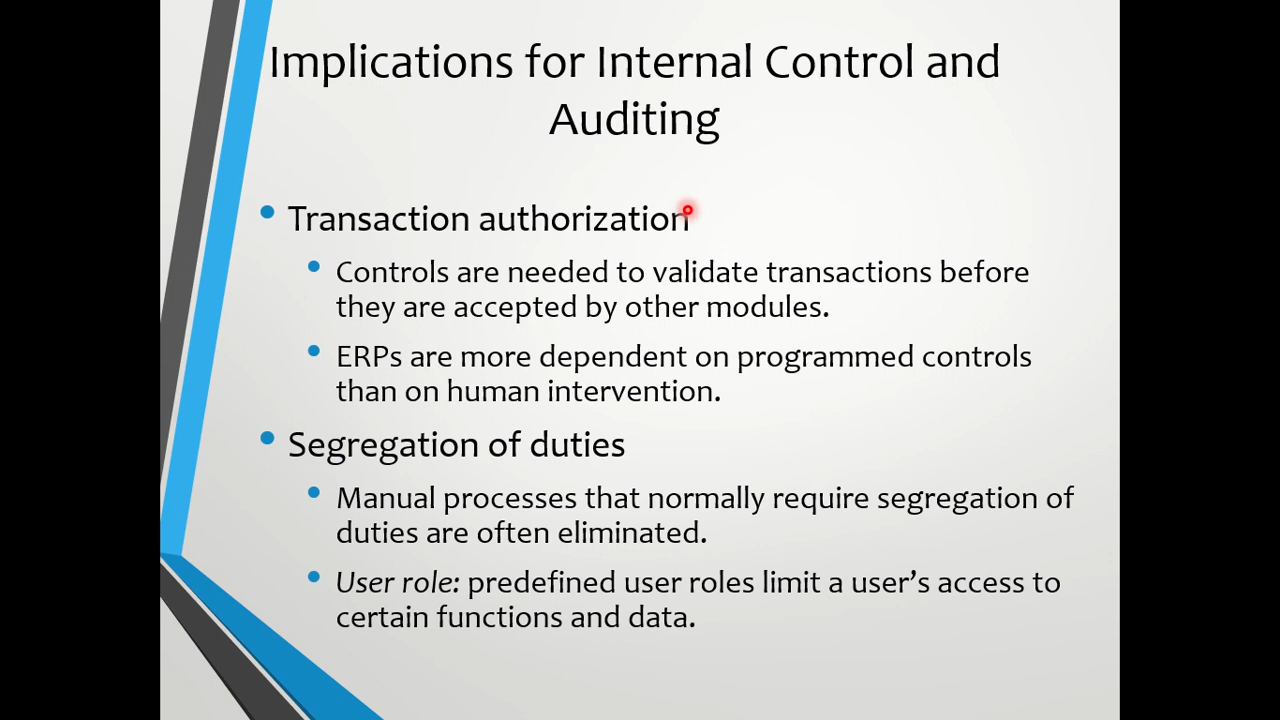 Implications for Internal Control and
Auditing
• Transaction authorization
• Controls are needed to validate transactions before
they are accepted by other modules.
• ERPs are more dependent on programmed controls
than on human intervention.
• Segregation of duties
• Manual processes that normally require segregation of
duties are often eliminated.
• User role: predefined user roles limit a user’s access to
certain functions and data.